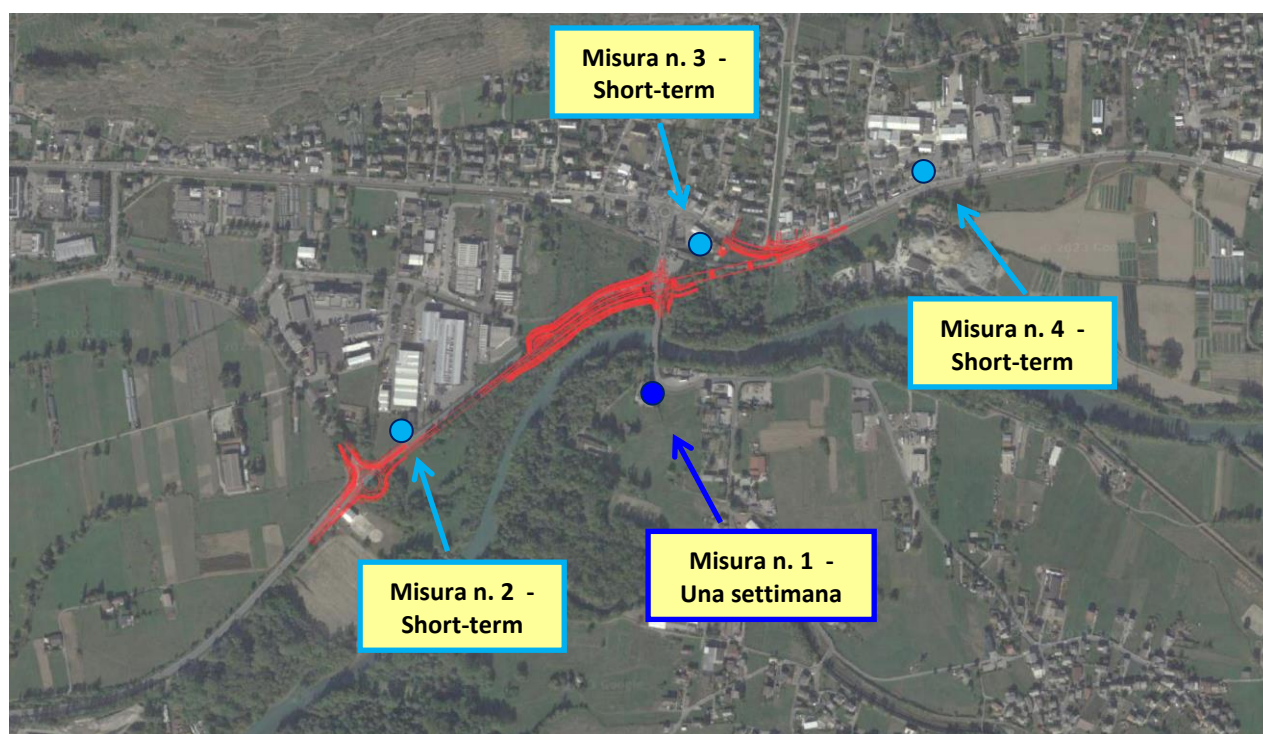 Misura n. 3 -
Short-term
Misura n. 4 -
Short-term
Misura n. 1 -
Una settimana
Misura n. 2 -
Short-term